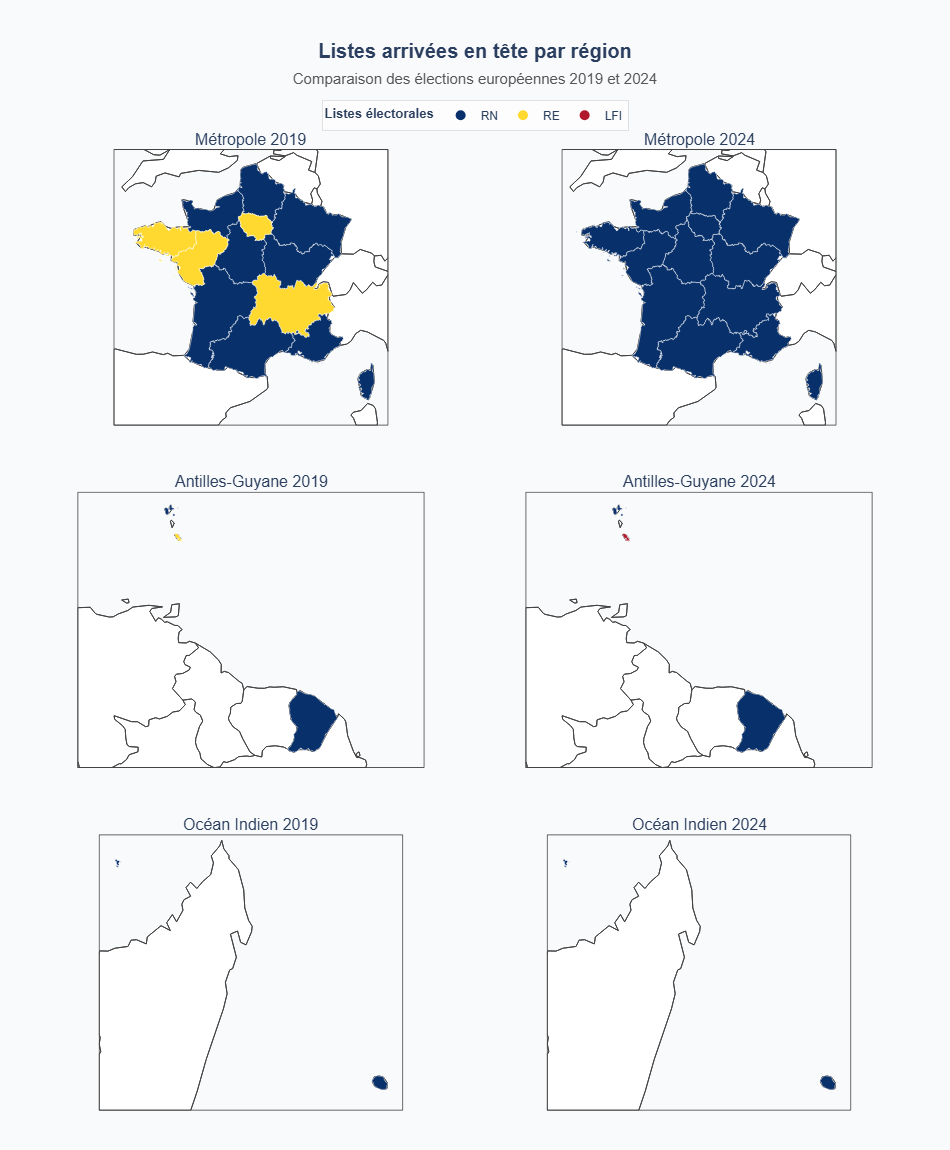 Listes arrivées en tête par région
Comparaison des élections européennes 2019 et 2024
Listes électorales RN RE LFI
Métropole 2019 Métropole 2024
Antilles-Guyane 2019 Antilles-Guyane 2024
Océan Indien 2019 Océan Indien 2024